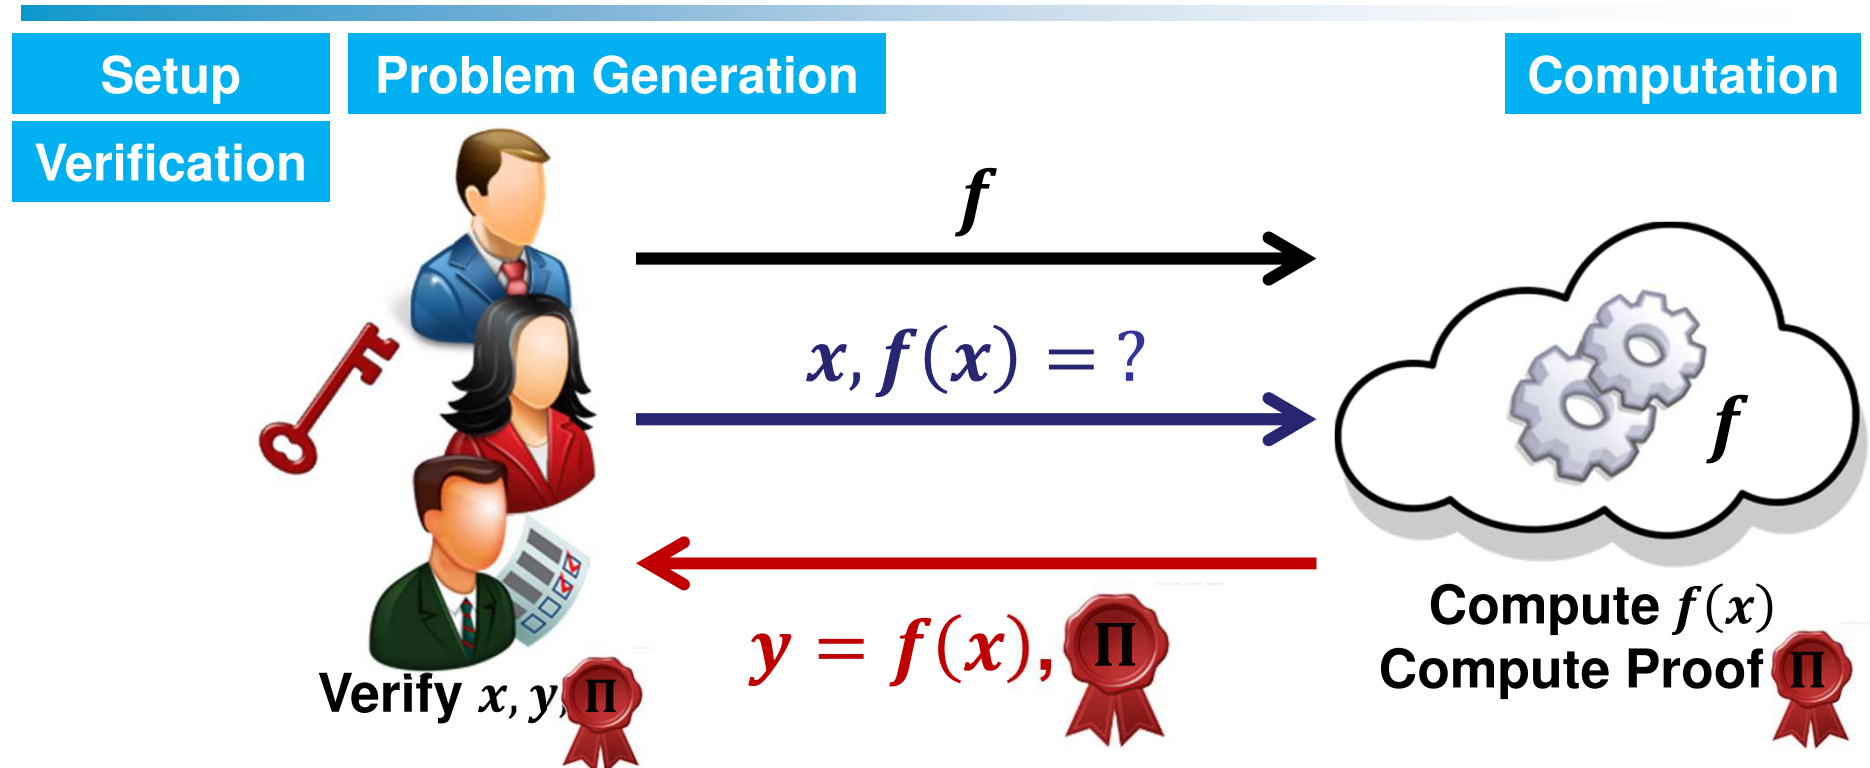 Setup
Problem Generation
Computation
Verification
f
x, f(x) = ?
f
y = f(x), Π
Compute f(x)
Compute Proof Π
Verify x, y, Π